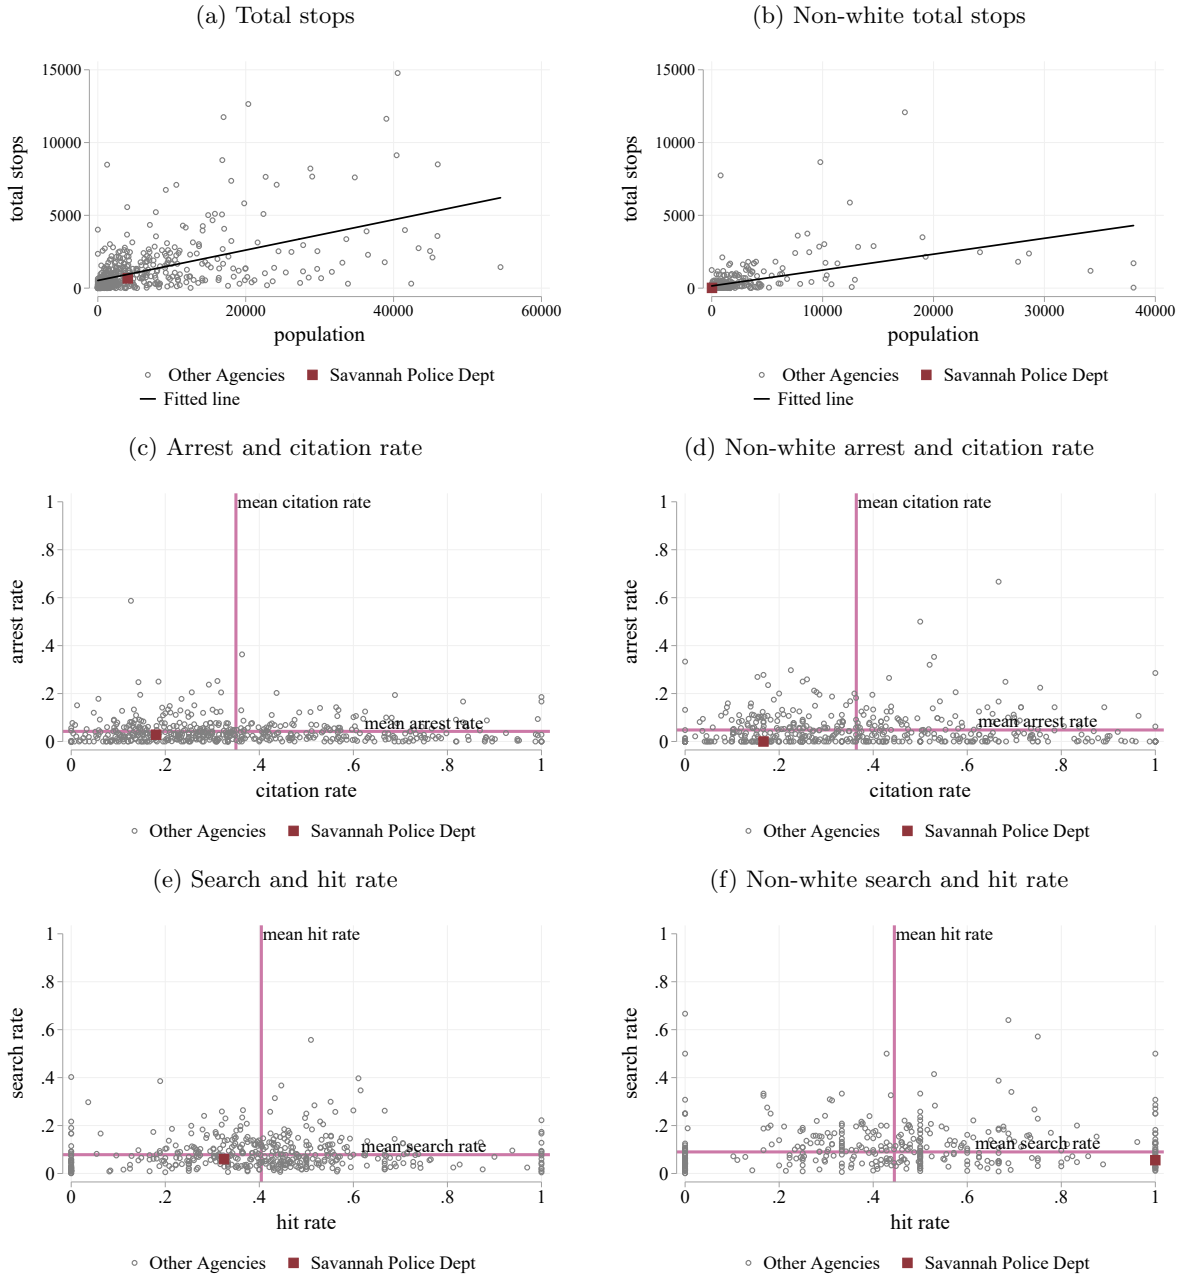 (a) Total stops
(b) Non-white total stops
15000
10000
5000
0
total stops
0 20000 40000 60000
population
Other Agencies Savannah Police Dept
Fitted line
15000
10000
5000
0
total stops
0 10000 20000 30000 40000
population
Other Agencies Savannah Police Dept
Fitted line
(c) Arrest and citation rate
(d) Non-white arrest and citation rate
1
.8
.6
.4
.2
0
arrest rate
mean citation rate
mean arrest rate
0 .2 .4 .6 .8 1
citation rate
Other Agencies Savannah Police Dept
1
.8
.6
.4
.2
0
arrest rate
mean citation rate
mean arrest rate
0 .2 .4 .6 .8 1
citation rate
Other Agencies Savannah Police Dept
(e) Search and hit rate
(f) Non-white search and hit rate
1
.8
.6
.4
.2
0
search rate
mean hit rate
mean search rate
0 .2 .4 .6 .8 1
hit rate
Other Agencies Savannah Police Dept
1
.8
.6
.4
.2
0
search rate
mean hit rate
mean search rate
0 .2 .4 .6 .8 1
hit rate
Other Agencies Savannah Police Dept